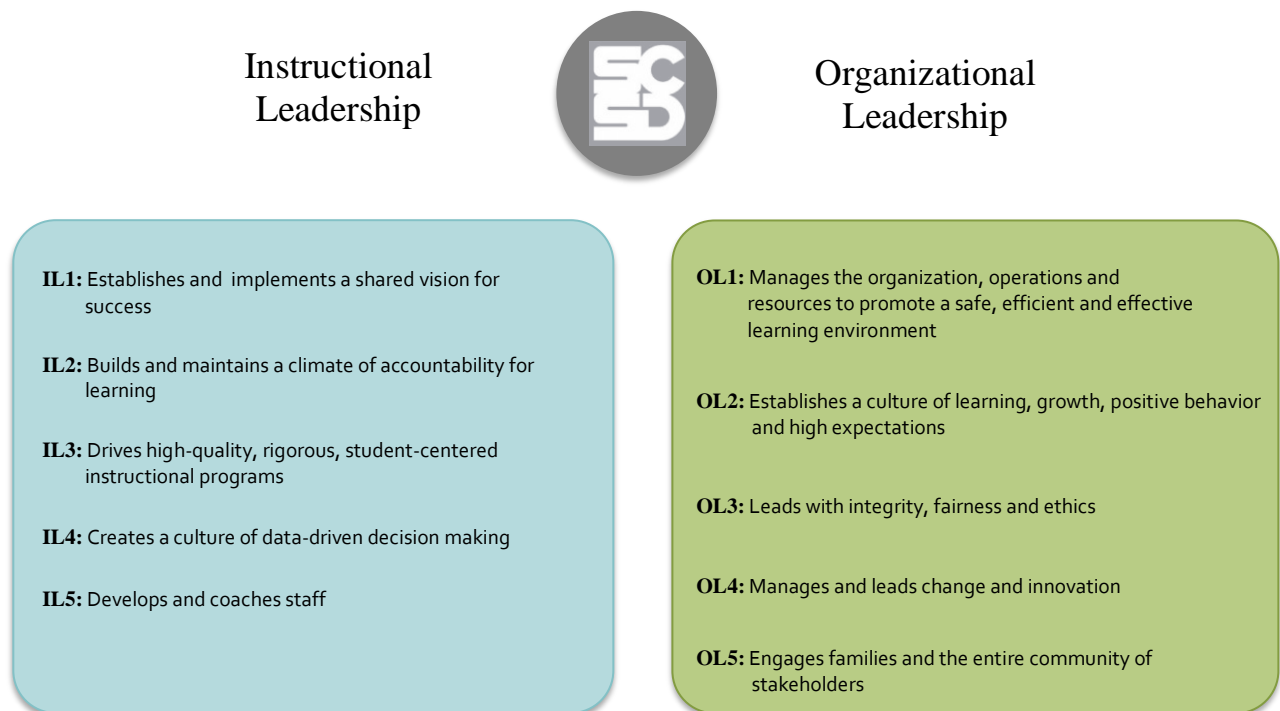 Instructional
Leadership
SC
SD
Organizational
Leadership
IL1: Establishes and implements a shared vision for
success
IL2: Builds and maintains a climate of accountability for
learning
IL3: Drives high-quality, rigorous, student-centered
instructional programs
IL4: Creates a culture of data-driven decision making
IL5: Develops and coaches staff
OL1: Manages the organization, operations and
resources to promote a safe, efficient and effective
learning environment
OL2: Establishes a culture of learning, growth, positive behavior
and high expectations
OL3: Leads with integrity, fairness and ethics
OL4: Manages and leads change and innovation
OL5: Engages families and the entire community of
stakeholders